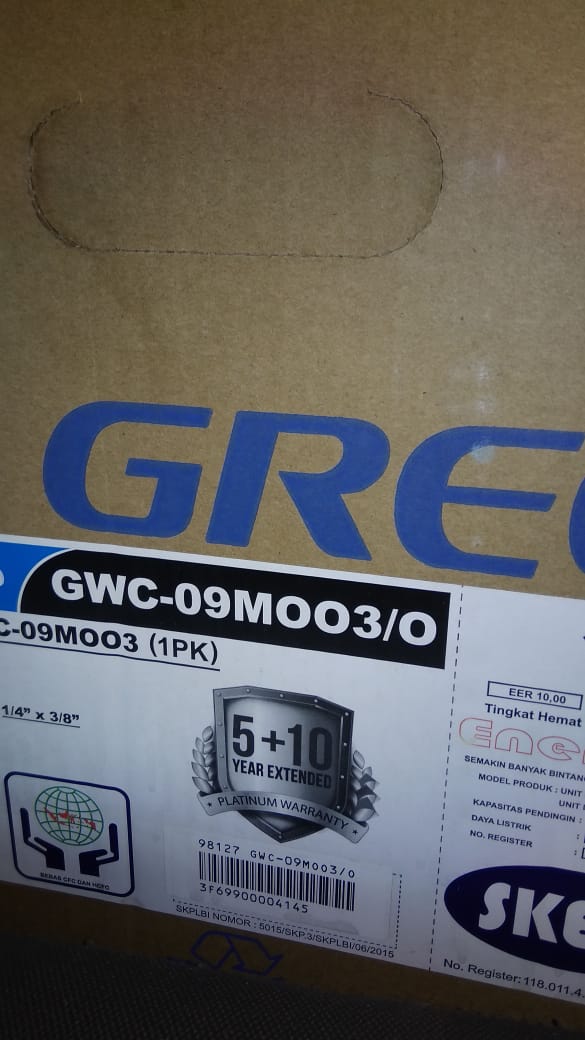 GREE
GWC-09MOO3/O
C-09MOO3 (1PK)
1/4" x 3/8"
5+10
YEAR EXTENDED
PLATINUM WARRANTY
BEBAS CFC DAN HCFC
98127 GWC-09MOO3/O
3F69900004145
SKPLBI NOMOR : 5015/SKP.3/SKPLBI/06/2015
EER 10,00
Tingkat Hemat
Ene
SEMAKIN BANYAK BINTANG
MODEL PRODUK : UNIT
UNIT
KAPASITAS PENDINGIN :
DAYA LISTRIK :
NO. REGISTER :
SKE
No. Register: 118.011.4.